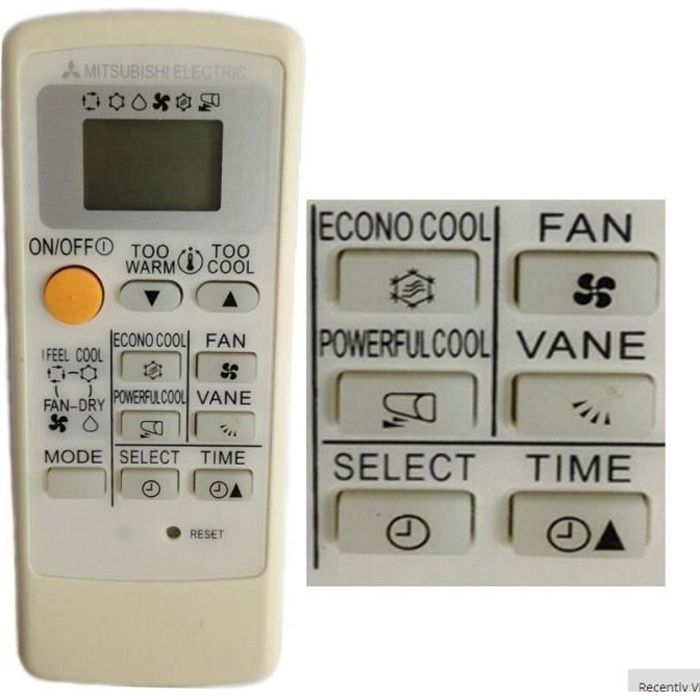 MITSUBISHI ELECTRIC
ON/OFF
TOO WARM
TOO COOL
ECONO COOL
FAN
I FEEL COOL
FAN-DRY
POWERFUL COOL
VANE
MODE
SELECT
TIME
RESET
ECONO COOL
FAN
POWERFUL COOL
VANE
SELECT
TIME
Recently